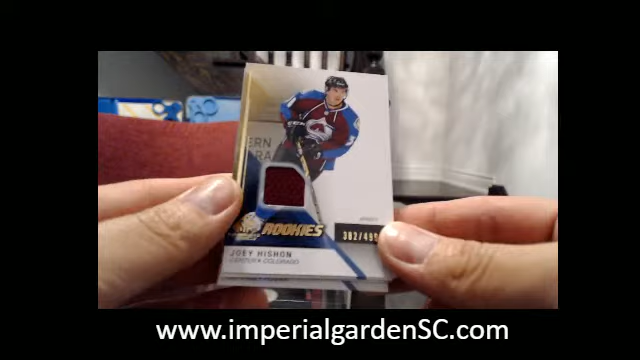 ROOKIES
382/499
JOEY HISHON
CENTER • COLORADO
www.imperialgardenSC.com